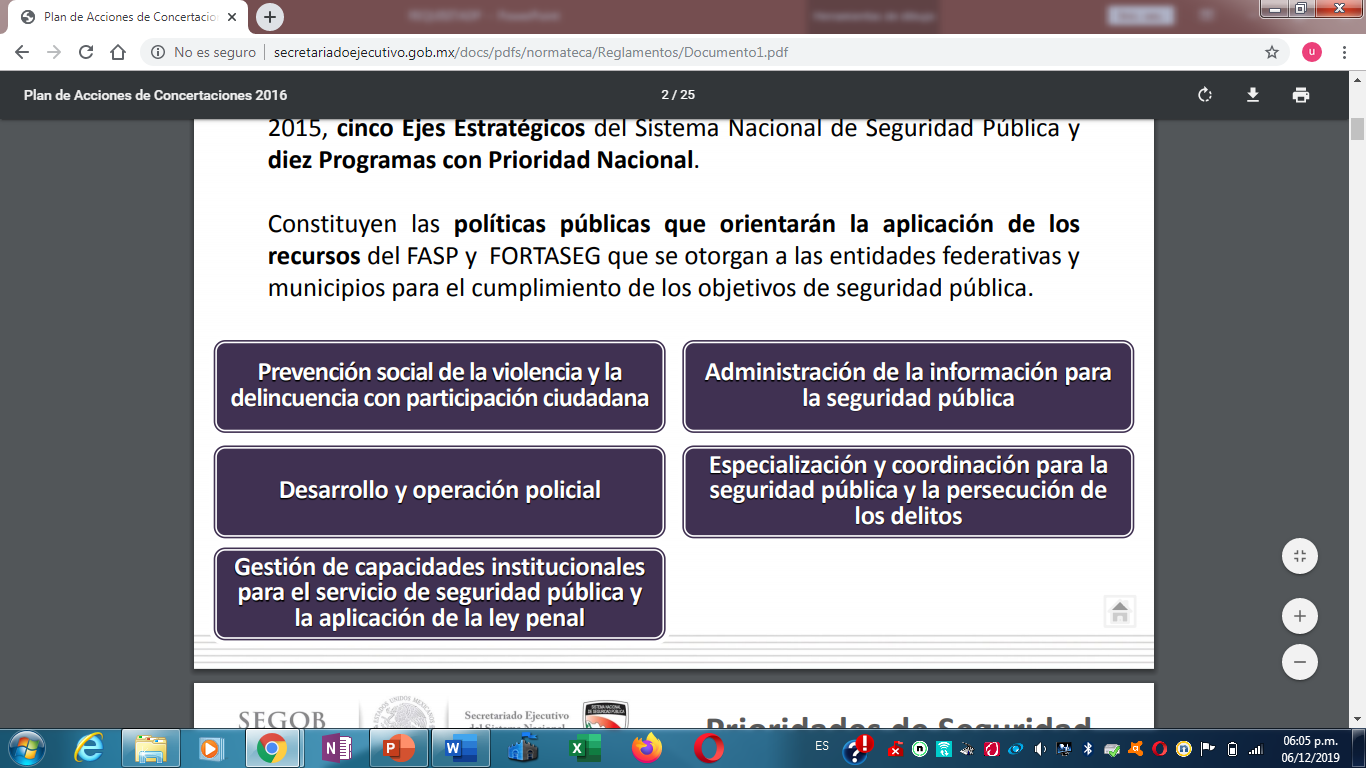 Plan de Acciones de Concertacio
No es seguro
secretariadoejecutivo.gob.mx/docs/pdfs/normateca/Reglamentos/Documento1.pdf
u
Plan de Acciones de Concertaciones 2016
2 / 25
2015, cinco Ejes Estratégicos del Sistema Nacional de Seguridad Pública y
diez Programas con Prioridad Nacional.
Constituyen las políticas públicas que orientarán la aplicación de los
recursos del FASP y FORTASEG que se otorgan a las entidades federativas y
municipios para el cumplimiento de los objetivos de seguridad pública.
Prevención social de la violencia y la
delincuencia con participación ciudadana
Administración de la información para
la seguridad pública
Desarrollo y operación policial
Especialización y coordinación para la
seguridad pública y la persecución de
los delitos
Gestión de capacidades institucionales
para el servicio de seguridad pública y
la aplicación de la ley penal
SEGOB
Secretariado Ejecutivo
del Sistema Nacional
Prioridades de Seguridad
ES
06:05 p.m.
06/12/2019